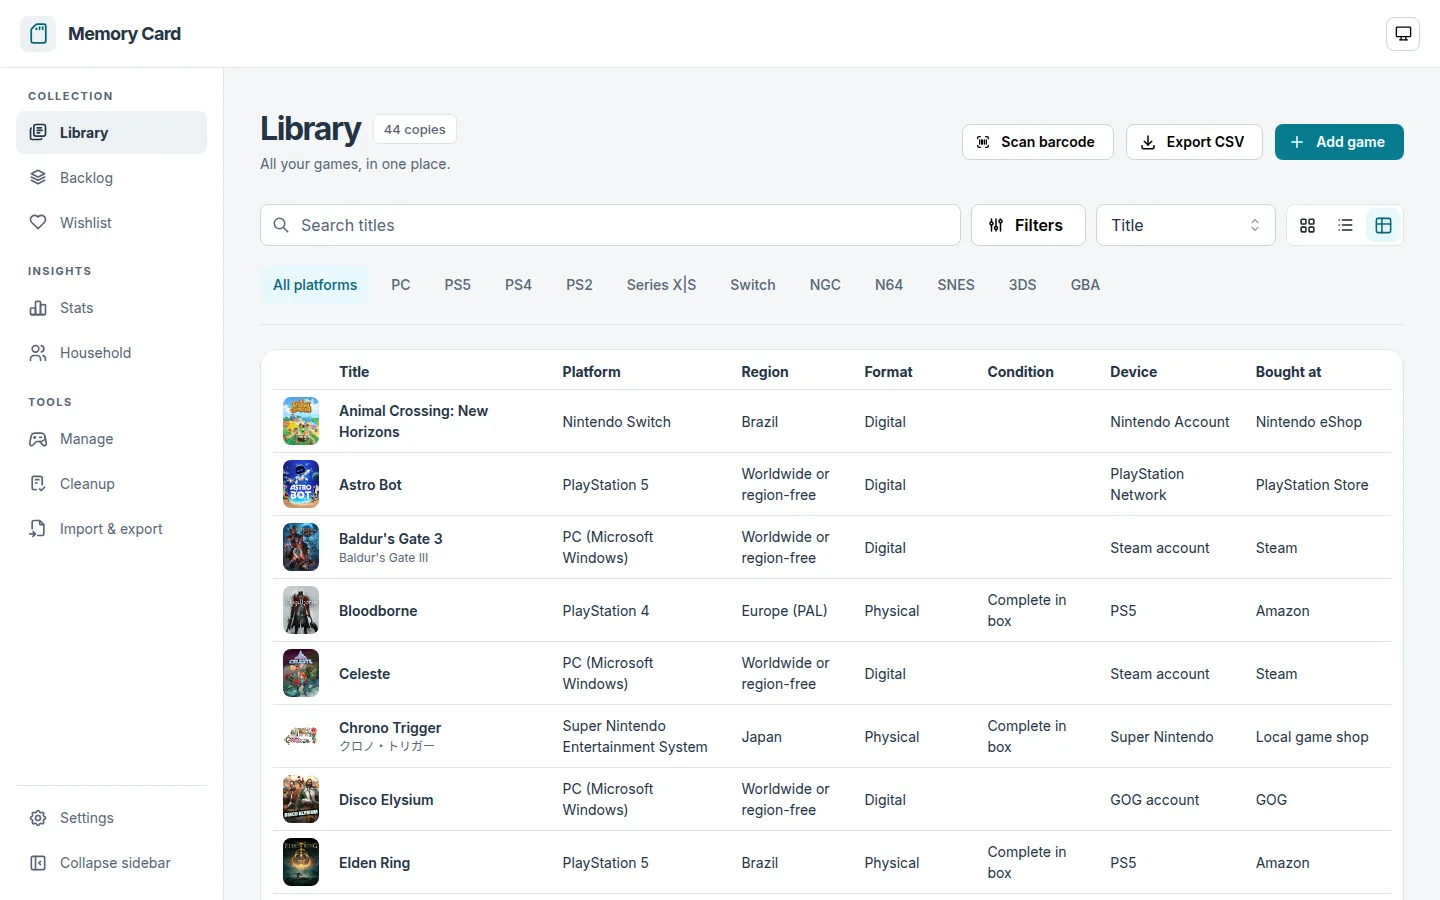 Memory Card
COLLECTION
Library
Backlog
Wishlist
INSIGHTS
Stats
Household
TOOLS
Manage
Cleanup
Import & export
Settings
Collapse sidebar
Library
44 copies
All your games, in one place.
Scan barcode
Export CSV
Add game
Search titles
Filters
Title
All platforms PC PS5 PS4 PS2 Series X|S Switch NGC N64 SNES 3DS GBA
Title Platform Region Format Condition Device Bought at
Animal Crossing: New
Horizons
Nintendo Switch
Brazil
Digital
Nintendo Account
Nintendo eShop
ASTRO
BOT
Astro Bot
PlayStation 5
Worldwide or
region-free
Digital
PlayStation
Network
PlayStation Store
Baldur's Gate 3
Baldur's Gate III
PC (Microsoft
Windows)
Worldwide or
region-free
Digital
Steam account
Steam
Bloodborne
PlayStation 4
Europe (PAL)
Physical
Complete in
box
PS5
Amazon
CELESTE
Celeste
PC (Microsoft
Windows)
Worldwide or
region-free
Digital
Steam account
Steam
Chrono Trigger
クロノ・トリガー
Super Nintendo
Entertainment System
Japan
Physical
Complete in
box
Super Nintendo
Local game shop
DISCO ELYSIUM
Disco Elysium
PC (Microsoft
Windows)
Worldwide or
region-free
Digital
GOG account
GOG
ELDEN RING
Elden Ring
PlayStation 5
Brazil
Physical
Complete in
box
PS5
Amazon